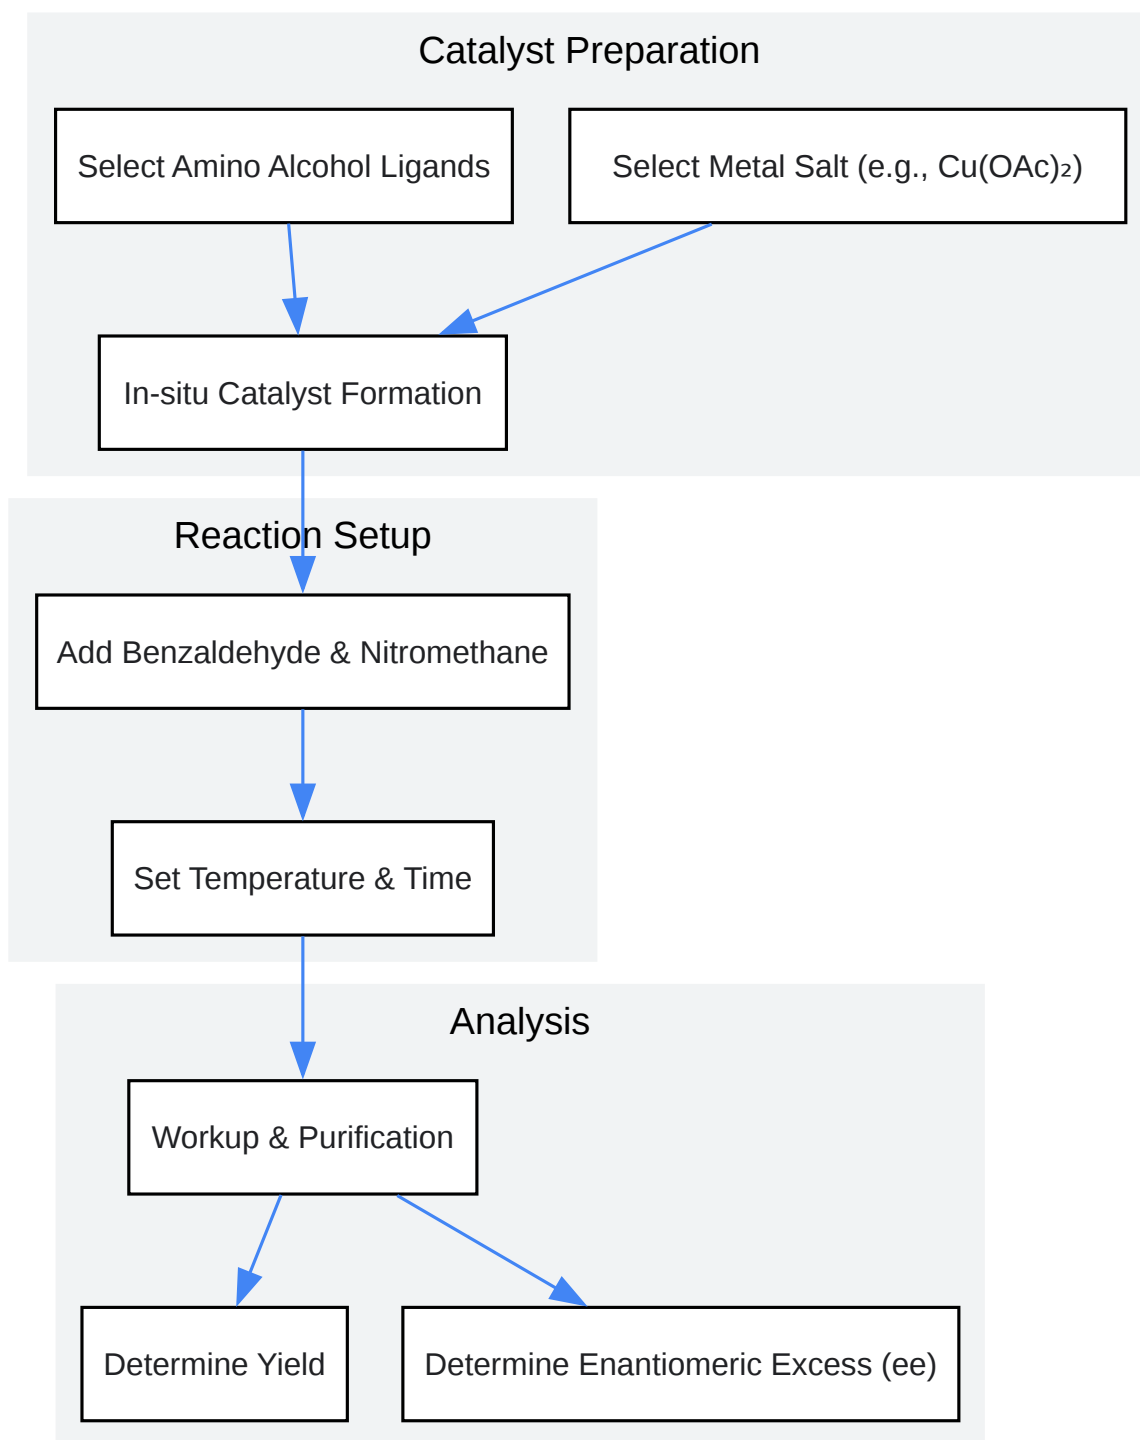 Catalyst Preparation
Select Amino Alcohol Ligands
Select Metal Salt (e.g., Cu(OAc)₂)
In-situ Catalyst Formation
Reaction Setup
Add Benzaldehyde & Nitromethane
Set Temperature & Time
Analysis
Workup & Purification
Determine Yield
Determine Enantiomeric Excess (ee)